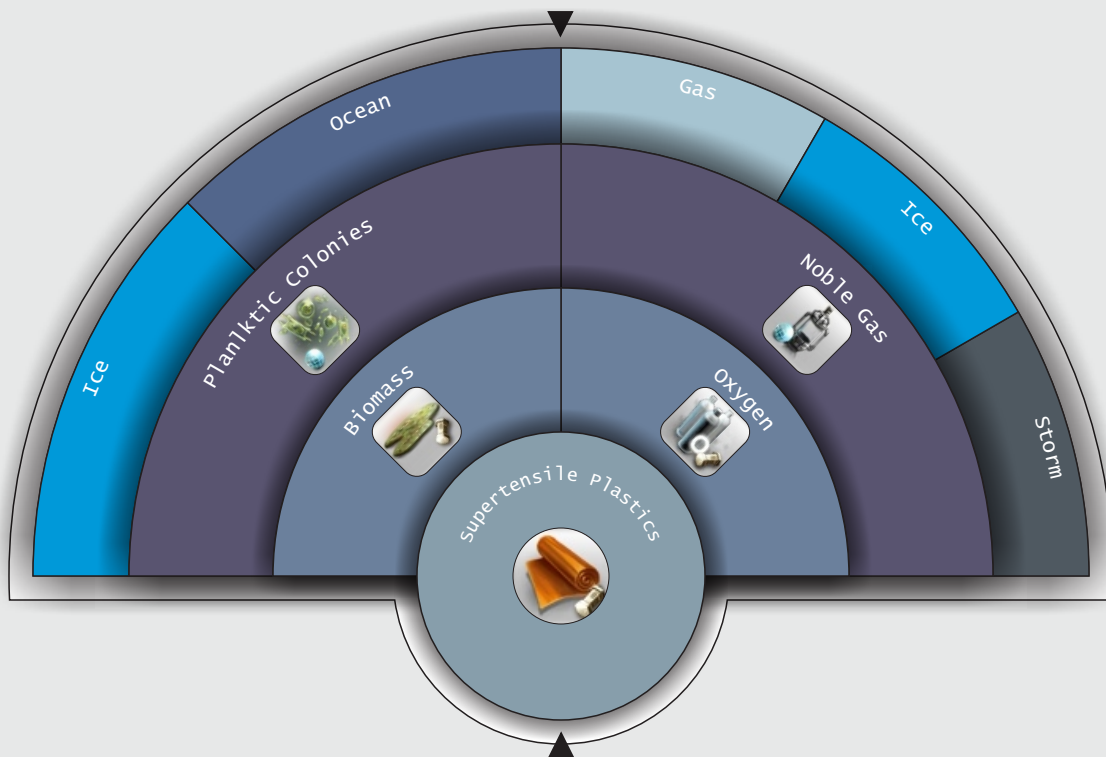 Ocean
Gas
Ice
Ice
Storm
Planlktic Colonies
Noble Gas
Biomass
Oxygen
Supertensile Plastics